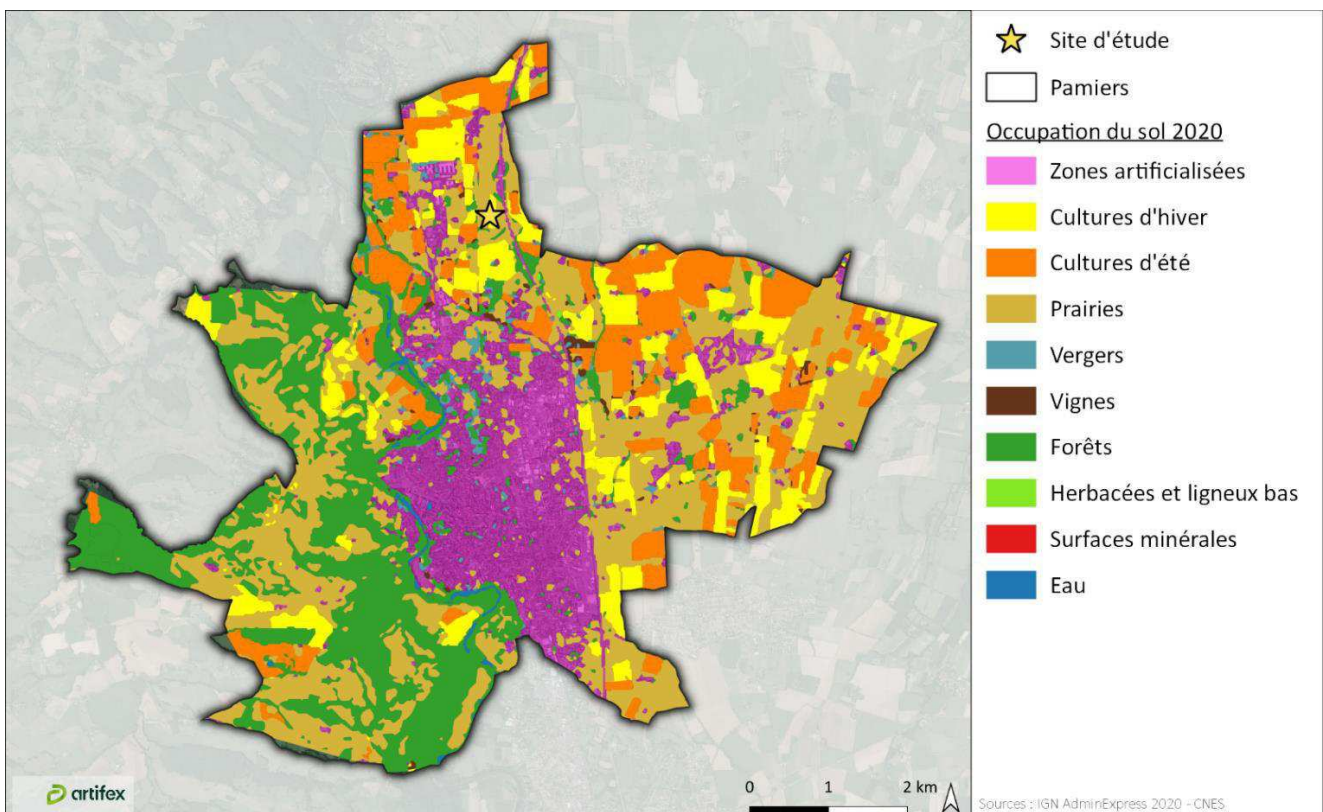 Site d'étude
Pamiers
Occupation du sol 2020
Zones artificialisées
Cultures d'hiver
Cultures d'été
Prairies
Vergers
Vignes
Forêts
Herbacées et ligneux bas
Surfaces minérales
Eau
artifex
0 1 2 km
Sources : IGN AdminExpress 2020 - CNES